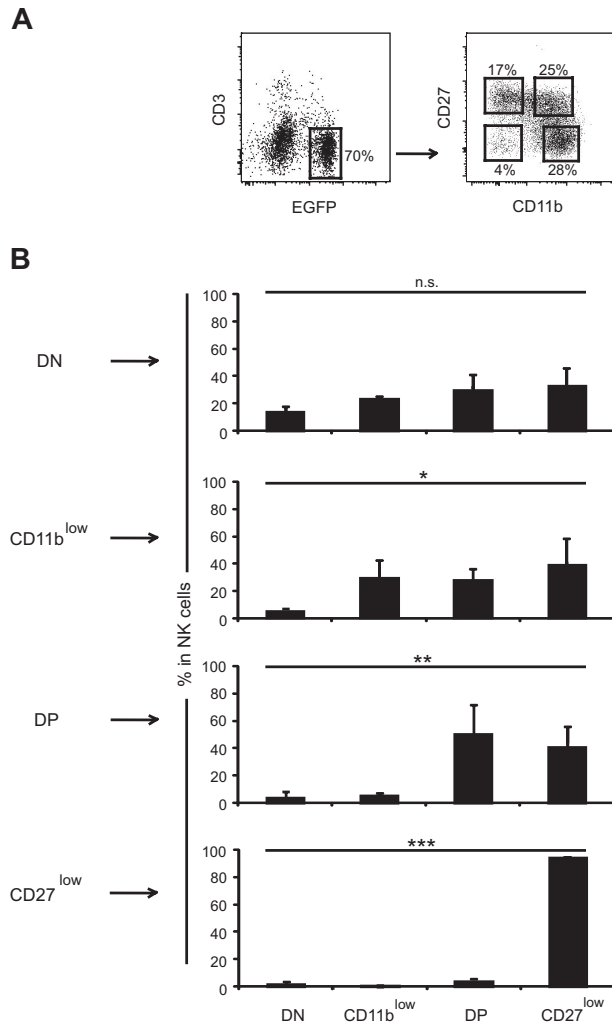 A
CD3
EGFP
70%
CD27
CD11b
17% 25%
4% 28%
B
% in NK cells
DN
n.s.
100
80
60
40
20
0
CD11b low
*
100
80
60
40
20
0
DP
**
100
80
60
40
20
0
CD27 low
***
100
80
60
40
20
0
DN CD11b low DP CD27 low